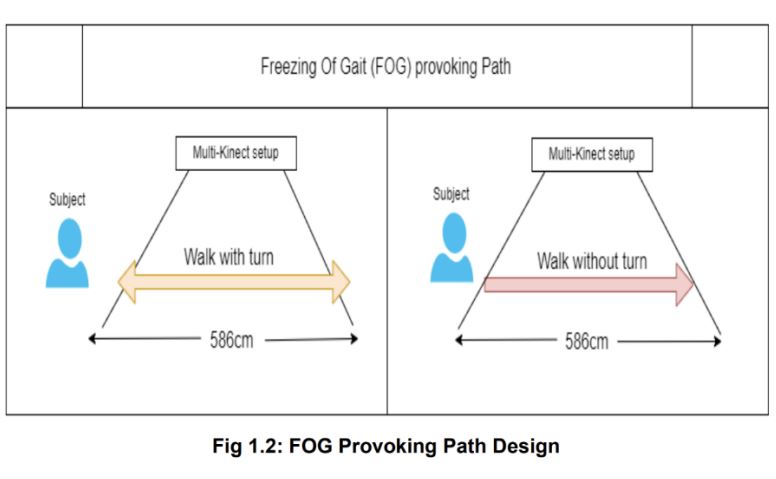 Freezing Of Gait (FOG) provoking Path
Multi-Kinect setup
Subject
Walk with turn
586cm
Multi-Kinect setup
Subject
Walk without turn
586cm
Fig 1.2: FOG Provoking Path Design